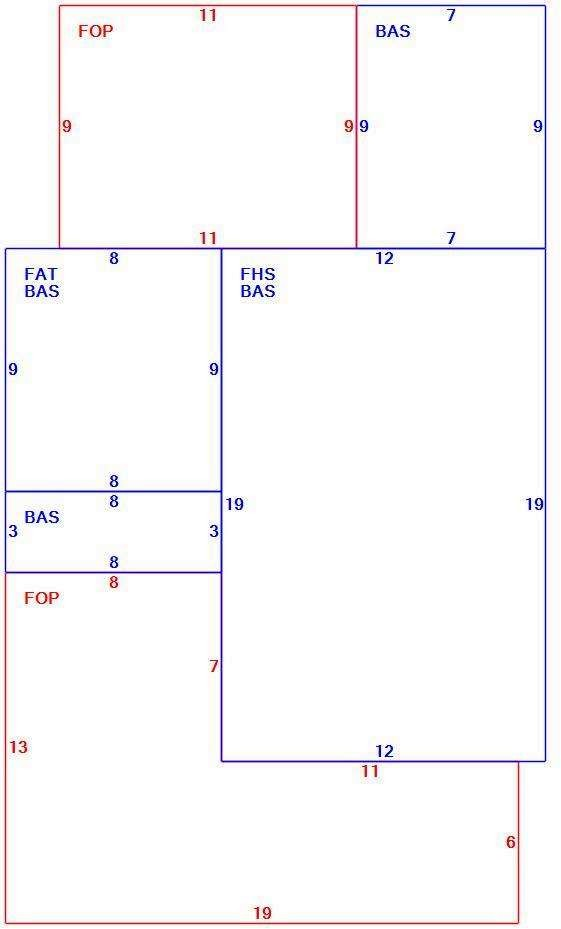 11 7
FOP BAS
9 9 9 9
11 7
8 12
FAT FHS
BAS BAS
9 9
8
8
BAS
3 3 19 19
8
8
FOP
7
13 12
11
6
19